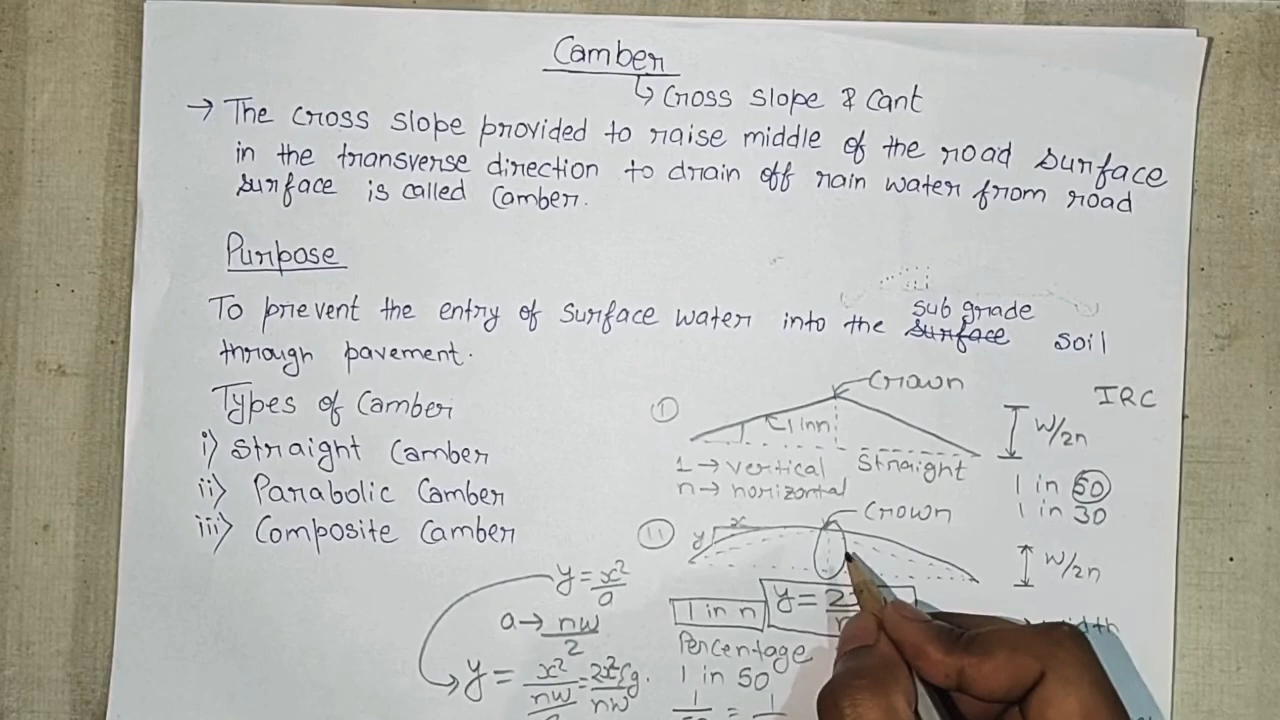 Camber
↳ Cross slope & Cant
→ The cross slope provided to raise middle of the road surface
in the transverse direction to drain off rain water from road
surface is called Camber.
Purpose
To prevent the entry of surface water into the sub grade soil
through pavement.
Types of Camber
i) Straight Camber
ii) Parabolic Camber
iii) Composite Camber
y = x²/a
a → nw/2
y = x²/nw = 2x²/nw
I
Crown
1 in n
1 → vertical
n → horizontal
Straight
W/2n
IRC
1 in 50
1 in 30
II
x
y
Crown
W/2n
1 in n
y = 2
Percentage
1 in 50